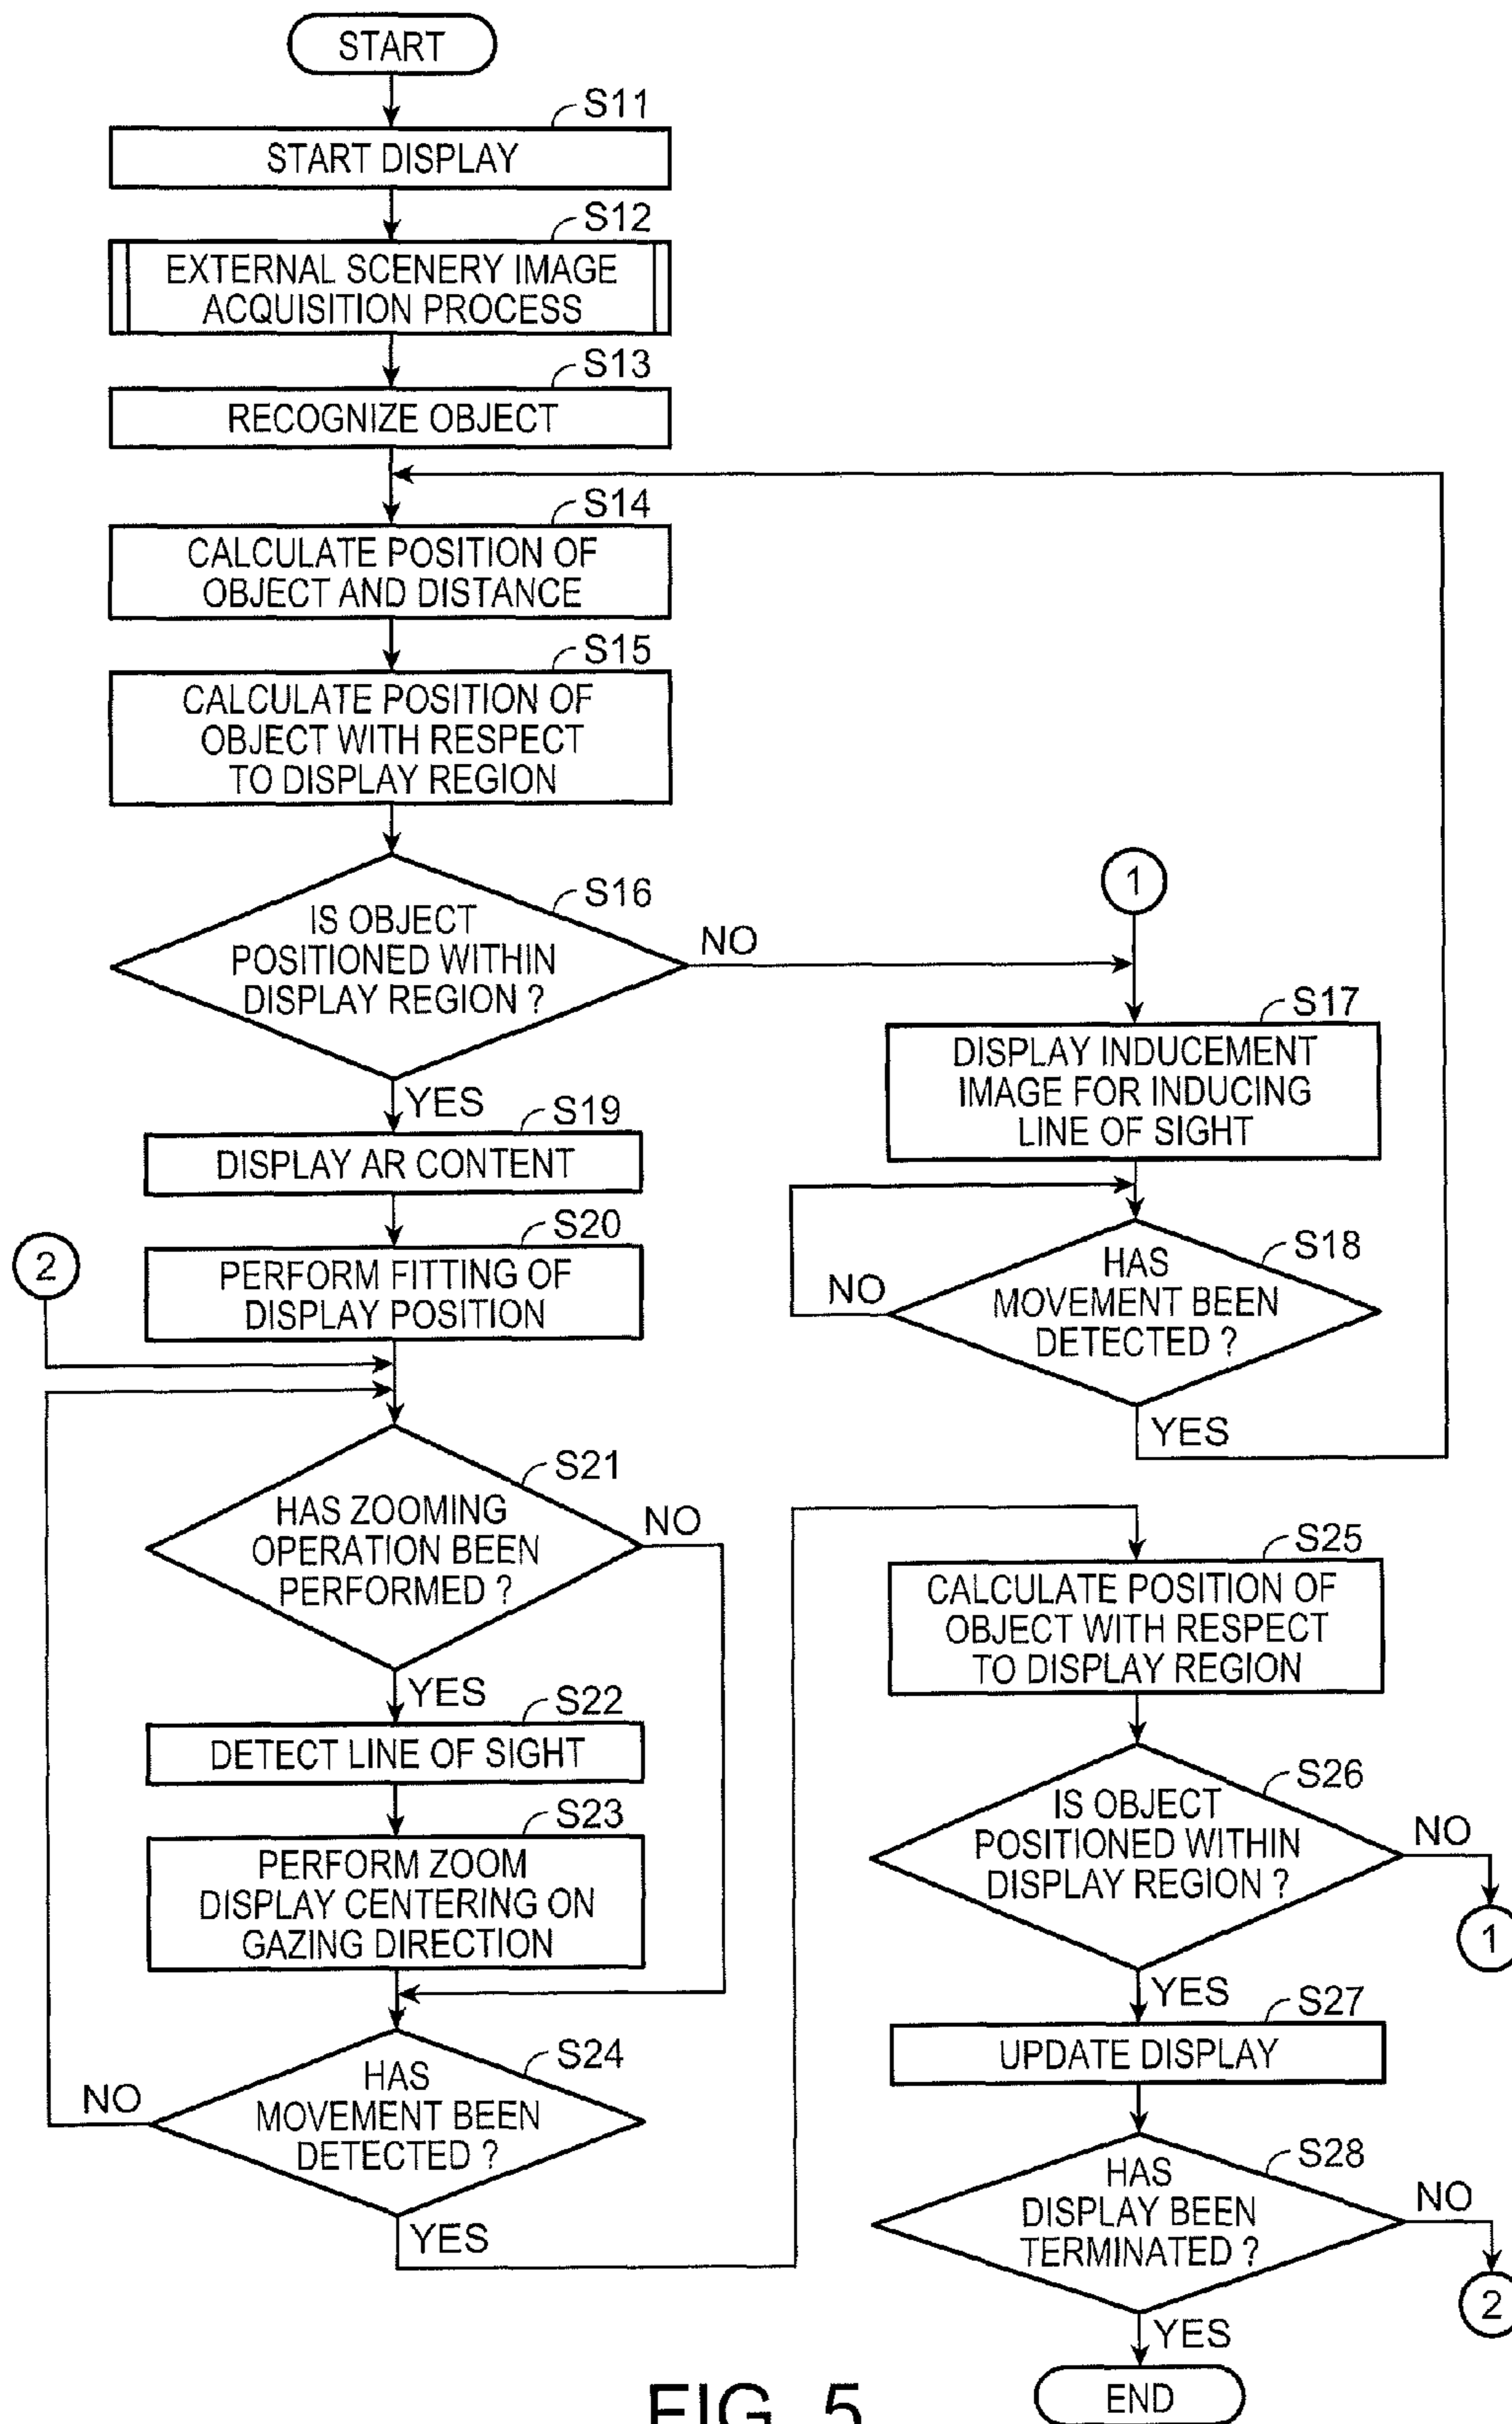 START
S11
START DISPLAY
S12
EXTERNAL SCENERY IMAGE
ACQUISITION PROCESS
S13
RECOGNIZE OBJECT
S14
CALCULATE POSITION OF
OBJECT AND DISTANCE
S15
CALCULATE POSITION OF
OBJECT WITH RESPECT
TO DISPLAY REGION
S16
IS OBJECT
POSITIONED WITHIN
DISPLAY REGION ?
NO
YES
1
S17
DISPLAY INDUCEMENT
IMAGE FOR INDUCING
LINE OF SIGHT
S18
HAS
MOVEMENT BEEN
DETECTED ?
NO
YES
S19
DISPLAY AR CONTENT
S20
PERFORM FITTING OF
DISPLAY POSITION
2
S21
HAS ZOOMING
OPERATION BEEN
PERFORMED ?
NO
YES
S22
DETECT LINE OF SIGHT
S23
PERFORM ZOOM
DISPLAY CENTERING ON
GAZING DIRECTION
S24
HAS
MOVEMENT BEEN
DETECTED ?
NO
YES
S25
CALCULATE POSITION OF
OBJECT WITH RESPECT
TO DISPLAY REGION
S26
IS OBJECT
POSITIONED WITHIN
DISPLAY REGION ?
NO
1
YES
S27
UPDATE DISPLAY
S28
HAS
DISPLAY BEEN
TERMINATED ?
NO
2
YES
END
FIG. 5